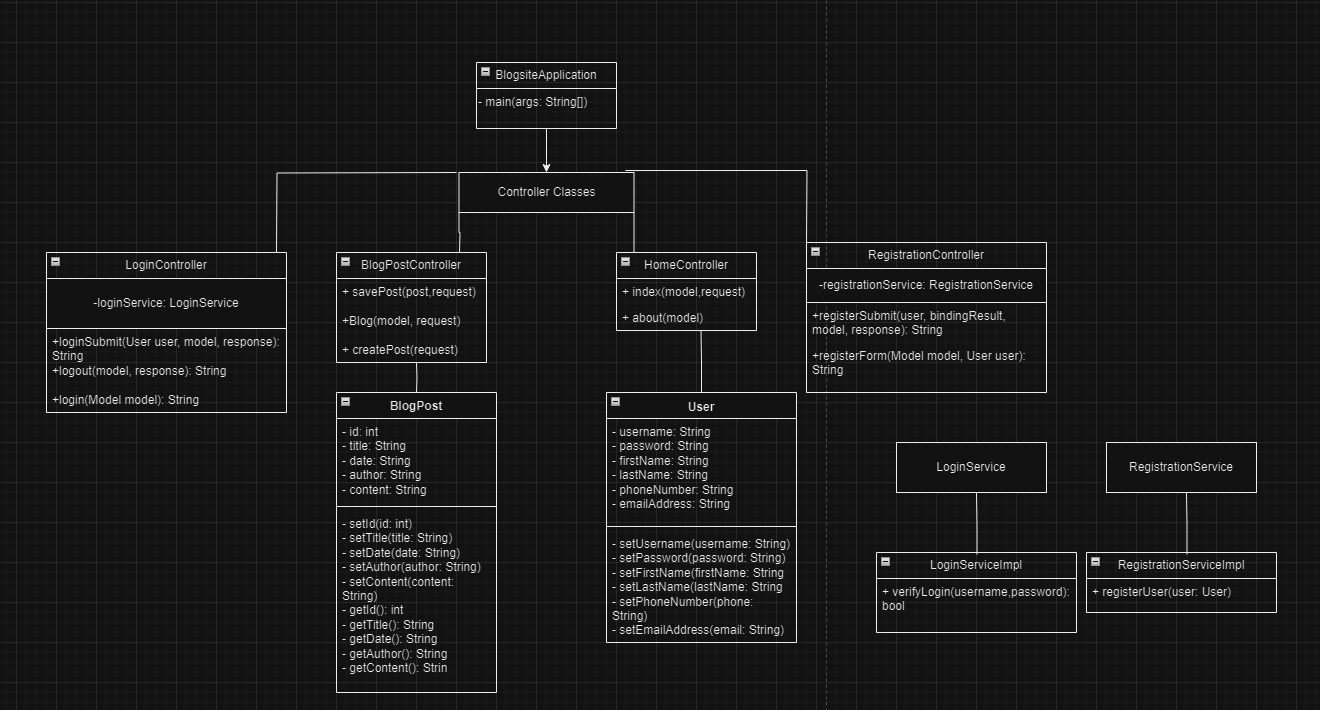 BlogsiteApplication
- main(args: String[])
Controller Classes
LoginController
-loginService: LoginService
+loginSubmit(User user, model, response):
String
+logout(model, response): String
+login(Model model): String
BlogPostController
+ savePost(post,request)
+Blog(model, request)
+ createPost(request)
HomeController
+ index(model,request)
+ about(model)
RegistrationController
-registrationService: RegistrationService
+registerSubmit(user, bindingResult,
model, response): String
+registerForm(Model model, User user):
String
BlogPost
- id: int
- title: String
- date: String
- author: String
- content: String
- setId(id: int)
- setTitle(title: String)
- setDate(date: String)
- setAuthor(author: String)
- setContent(content:
String)
- getId(): int
- getTitle(): String
- getDate(): String
- getAuthor(): String
- getContent(): Strin
User
- username: String
- password: String
- firstName: String
- lastName: String
- phoneNumber: String
- emailAddress: String
- setUsername(username: String)
- setPassword(password: String)
- setFirstName(firstName: String
- setLastName(lastName: String
- setPhoneNumber(phone:
String)
- setEmailAddress(email: String)
LoginService
RegistrationService
LoginServiceImpl
+ verifyLogin(username,password):
bool
RegistrationServiceImpl
+ registerUser(user: User)